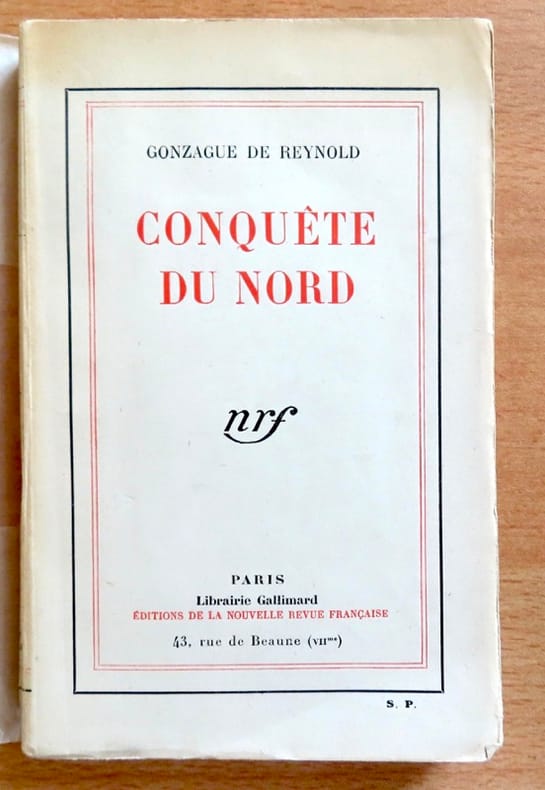 GONZAGUE DE REYNOLD
CONQUÊTE
DU NORD
nrf
PARIS
Librairie Gallimard
ÉDITIONS DE LA NOUVELLE REVUE FRANÇAISE
43, rue de Beaune (VIIme)
S. P.